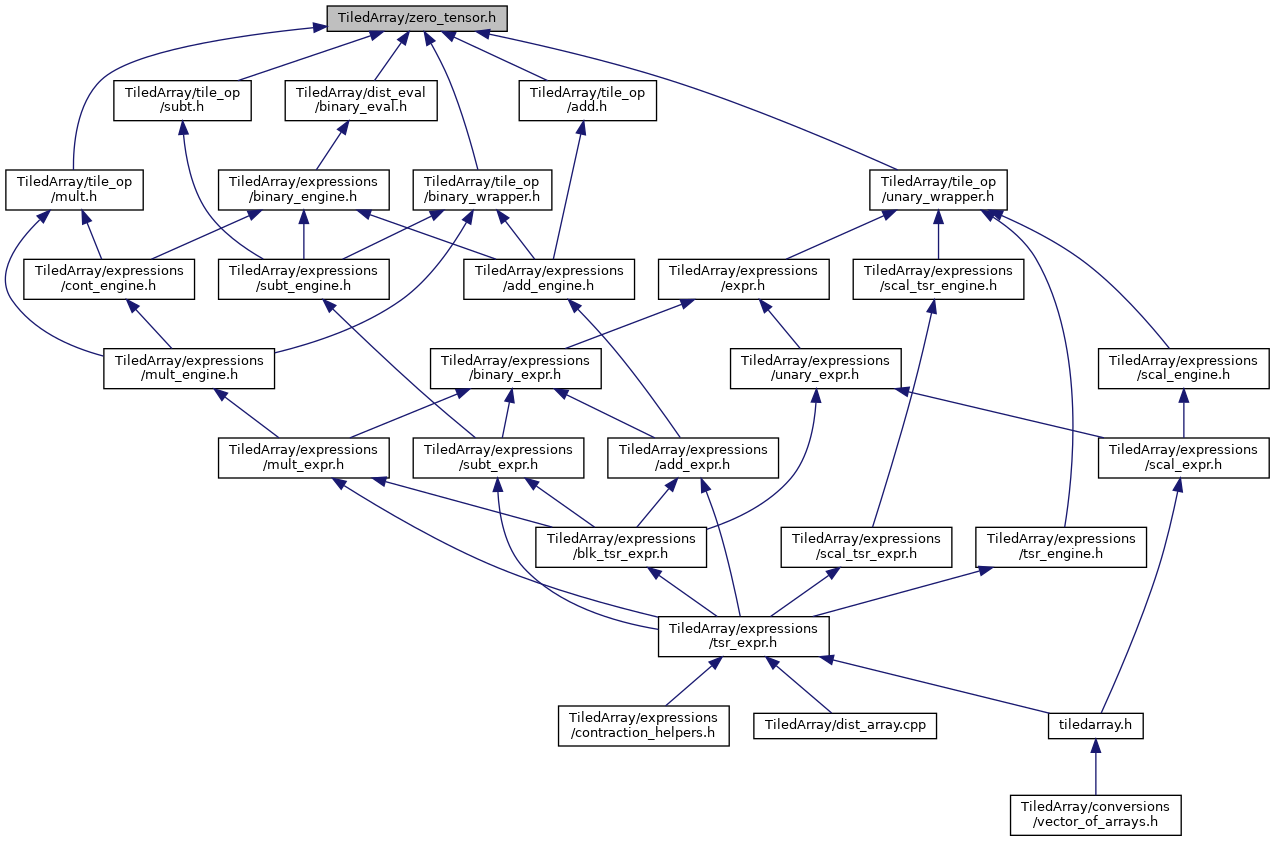 TiledArray/zero_tensor.h
TiledArray/tile_op
/subt.h
TiledArray/dist_eval
/binary_eval.h
TiledArray/tile_op
/add.h
TiledArray/tile_op
/mult.h
TiledArray/expressions
/binary_engine.h
TiledArray/tile_op
/binary_wrapper.h
TiledArray/tile_op
/unary_wrapper.h
TiledArray/expressions
/cont_engine.h
TiledArray/expressions
/subt_engine.h
TiledArray/expressions
/add_engine.h
TiledArray/expressions
/expr.h
TiledArray/expressions
/scal_tsr_engine.h
TiledArray/expressions
/mult_engine.h
TiledArray/expressions
/binary_expr.h
TiledArray/expressions
/unary_expr.h
TiledArray/expressions
/scal_engine.h
TiledArray/expressions
/mult_expr.h
TiledArray/expressions
/subt_expr.h
TiledArray/expressions
/add_expr.h
TiledArray/expressions
/scal_expr.h
TiledArray/expressions
/blk_tsr_expr.h
TiledArray/expressions
/scal_tsr_expr.h
TiledArray/expressions
/tsr_engine.h
TiledArray/expressions
/tsr_expr.h
TiledArray/expressions
/contraction_helpers.h
TiledArray/dist_array.cpp
tiledarray.h
TiledArray/conversions
/vector_of_arrays.h